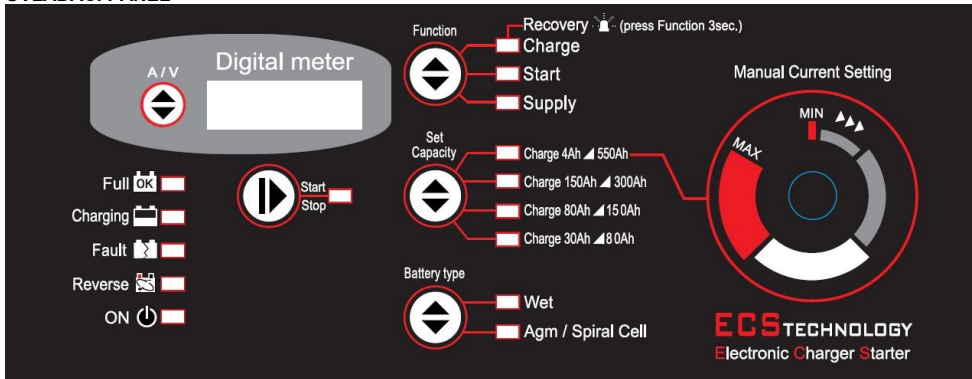 Function
Recovery (press Function 3sec.)
Charge
Start
Supply
A / V
Digital meter
Manual Current Setting
MIN
MAX
Set
Capacity
Charge 4Ah 550Ah
Charge 150Ah 300Ah
Charge 80Ah 150Ah
Charge 30Ah 80Ah
Full OK
Charging
Fault
Reverse
ON
Start
Stop
Battery type
Wet
Agm / Spiral Cell
ECSTECHNOLOGY
Electronic Charger Starter